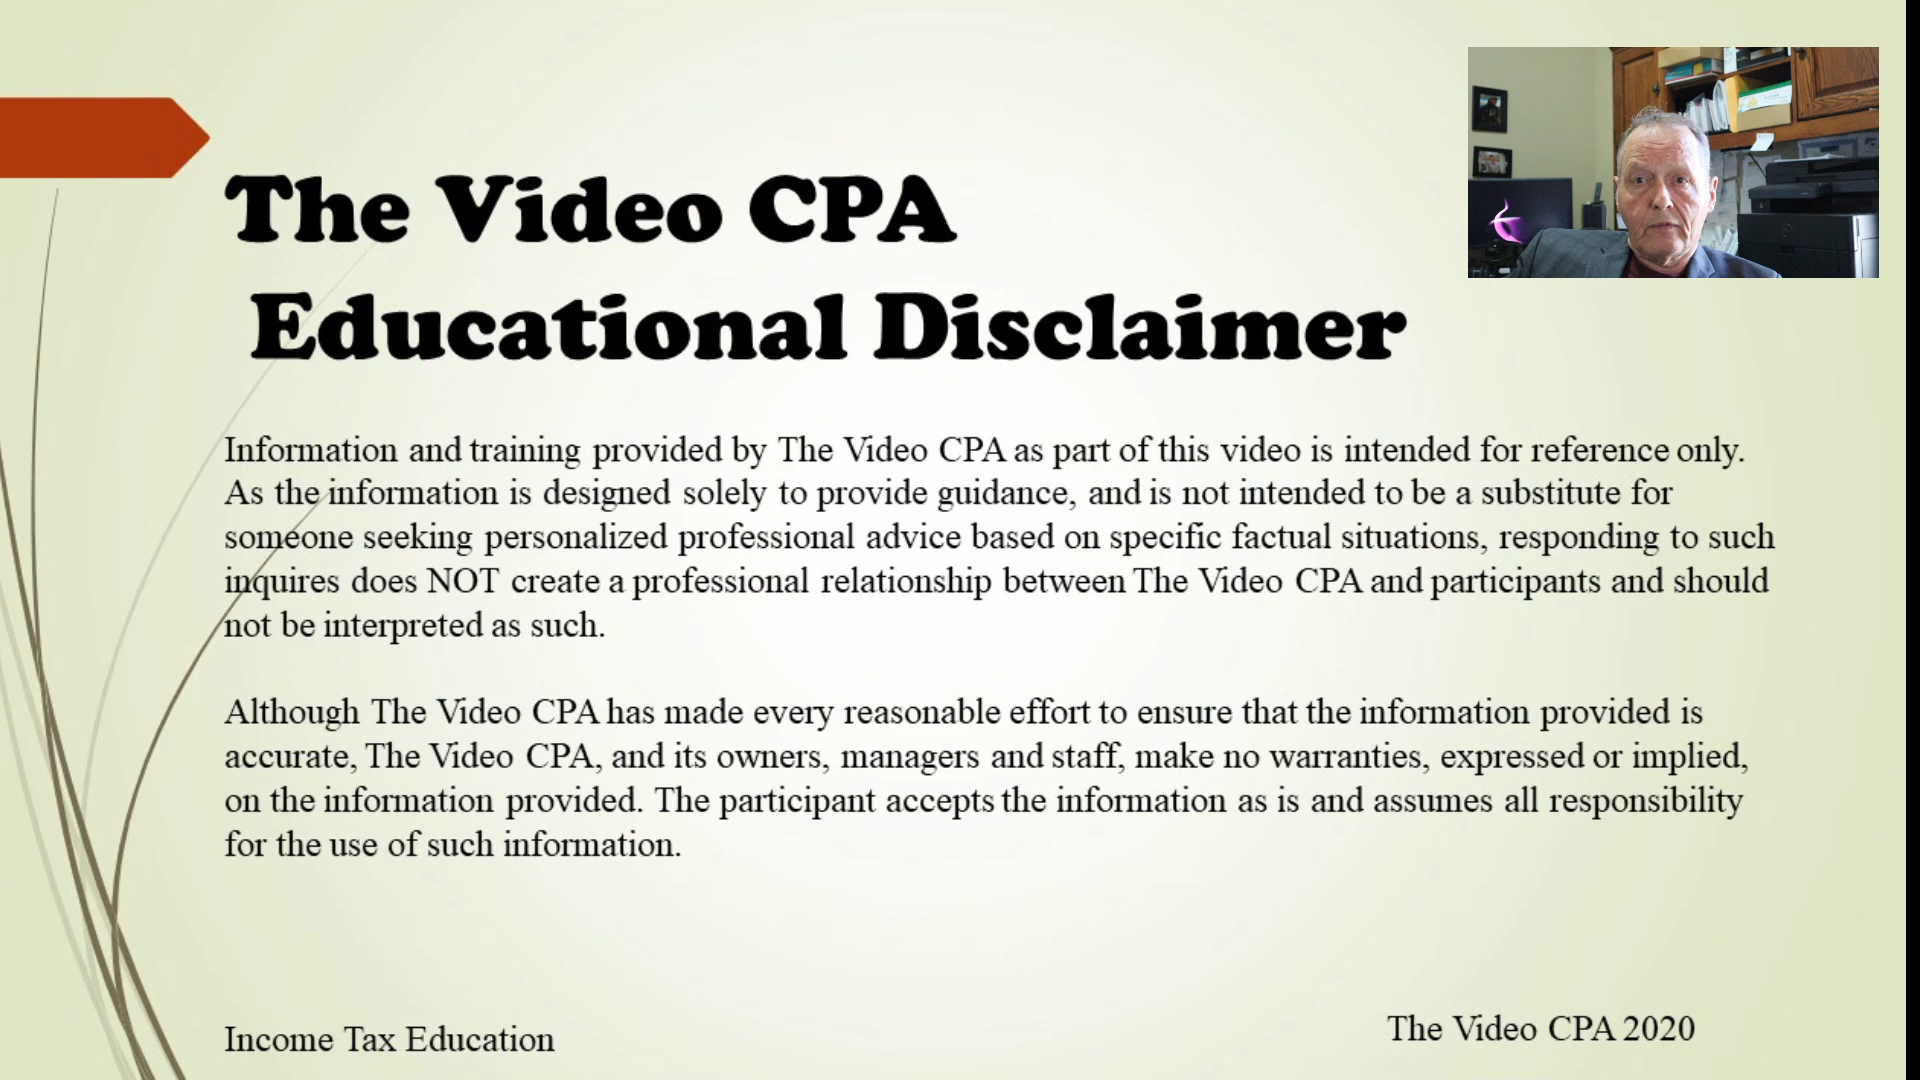 The Video CPA
Educational Disclaimer
Information and training provided by The Video CPA as part of this video is intended for reference only.
As the information is designed solely to provide guidance, and is not intended to be a substitute for
someone seeking personalized professional advice based on specific factual situations, responding to such
inquires does NOT create a professional relationship between The Video CPA and participants and should
not be interpreted as such.
Although The Video CPA has made every reasonable effort to ensure that the information provided is
accurate, The Video CPA, and its owners, managers and staff, make no warranties, expressed or implied,
on the information provided. The participant accepts the information as is and assumes all responsibility
for the use of such information.
Income Tax Education
The Video CPA 2020